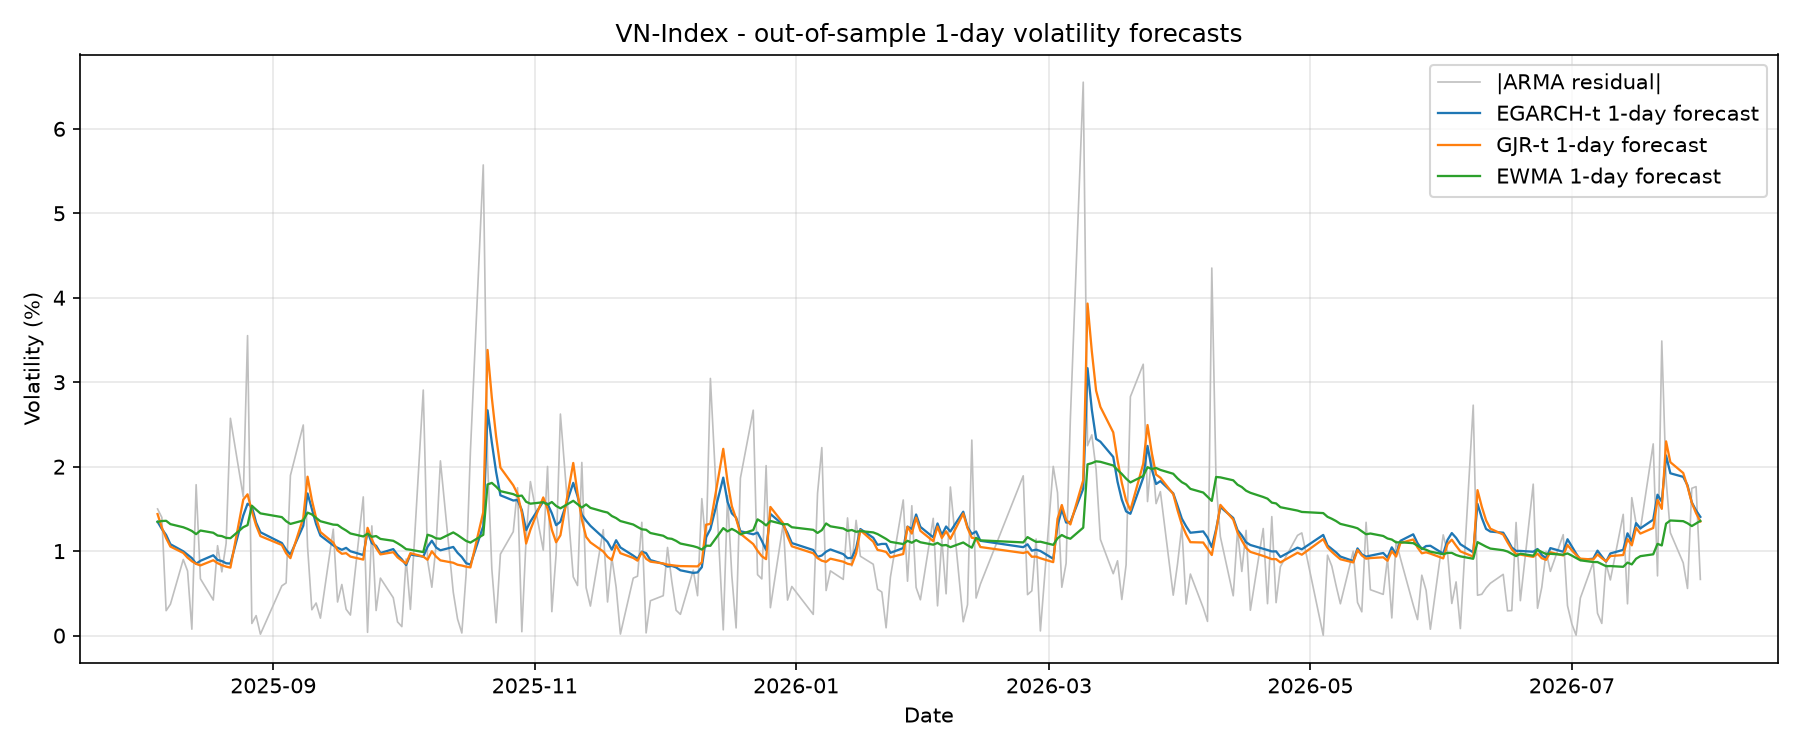 VN-Index - out-of-sample 1-day volatility forecasts
|ARMA residual|
EGARCH-t 1-day forecast
GJR-t 1-day forecast
EWMA 1-day forecast
Volatility (%)
6
5
4
3
2
1
0
2025-09
2025-11
2026-01
2026-03
2026-05
2026-07
Date